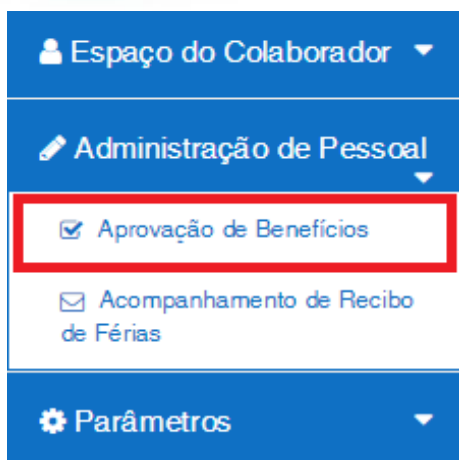 Espaço do Colaborador
Administração de Pessoal
Aprovação de Benefícios
Acompanhamento de Recibo
de Férias
Parâmetros